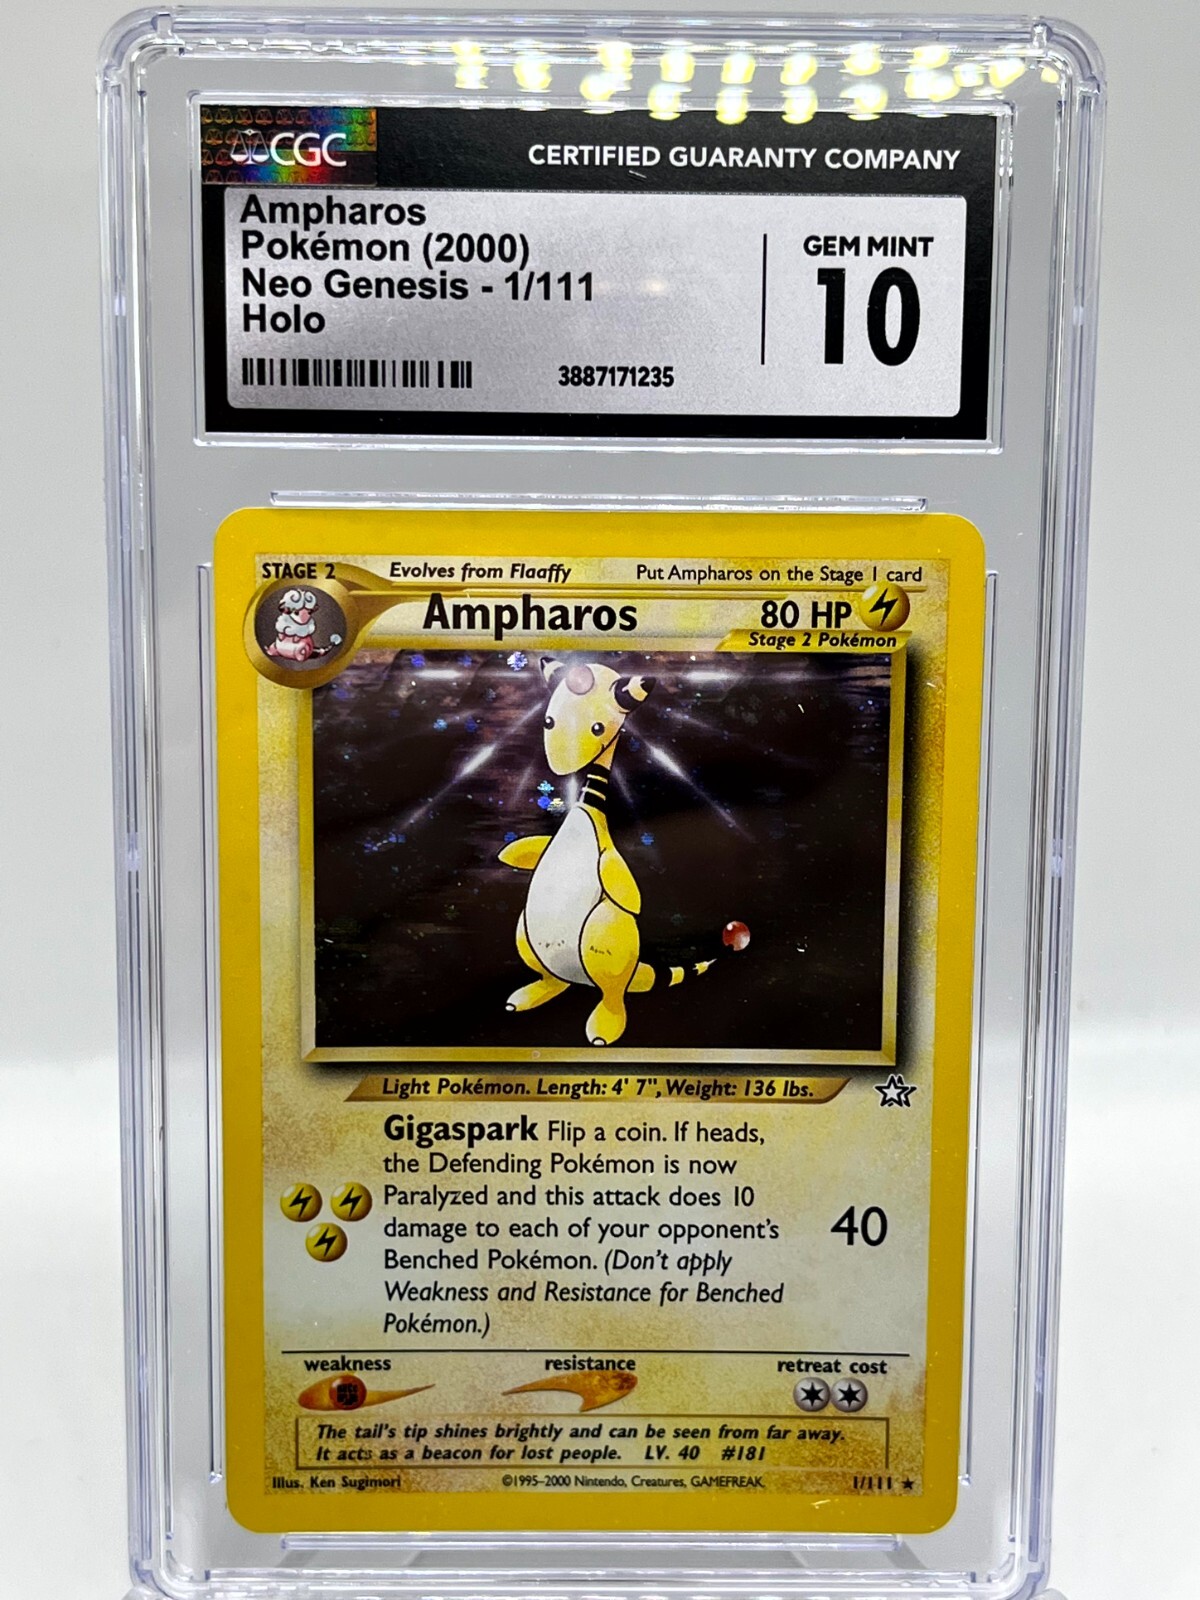 CGC
CERTIFIED GUARANTY COMPANY
Ampharos
Pokémon (2000)
Neo Genesis - 1/111
Holo
GEM MINT
10
3887171235
STAGE 2
Evolves from Flaaffy
Put Ampharos on the Stage 1 card
Ampharos
80 HP
Stage 2 Pokémon
Light Pokémon. Length: 4' 7", Weight: 136 lbs.
Gigaspark Flip a coin. If heads,
the Defending Pokémon is now
Paralyzed and this attack does 10
damage to each of your opponent's
Benched Pokémon. (Don't apply
Weakness and Resistance for Benched
Pokémon.)
40
weakness
resistance
retreat cost
The tail's tip shines brightly and can be seen from far away.
It acts as a beacon for lost people. LV. 40 #181
Illus. Ken Sugimori
©1995-2000 Nintendo, Creatures, GAMEFREAK.
1/111 ★